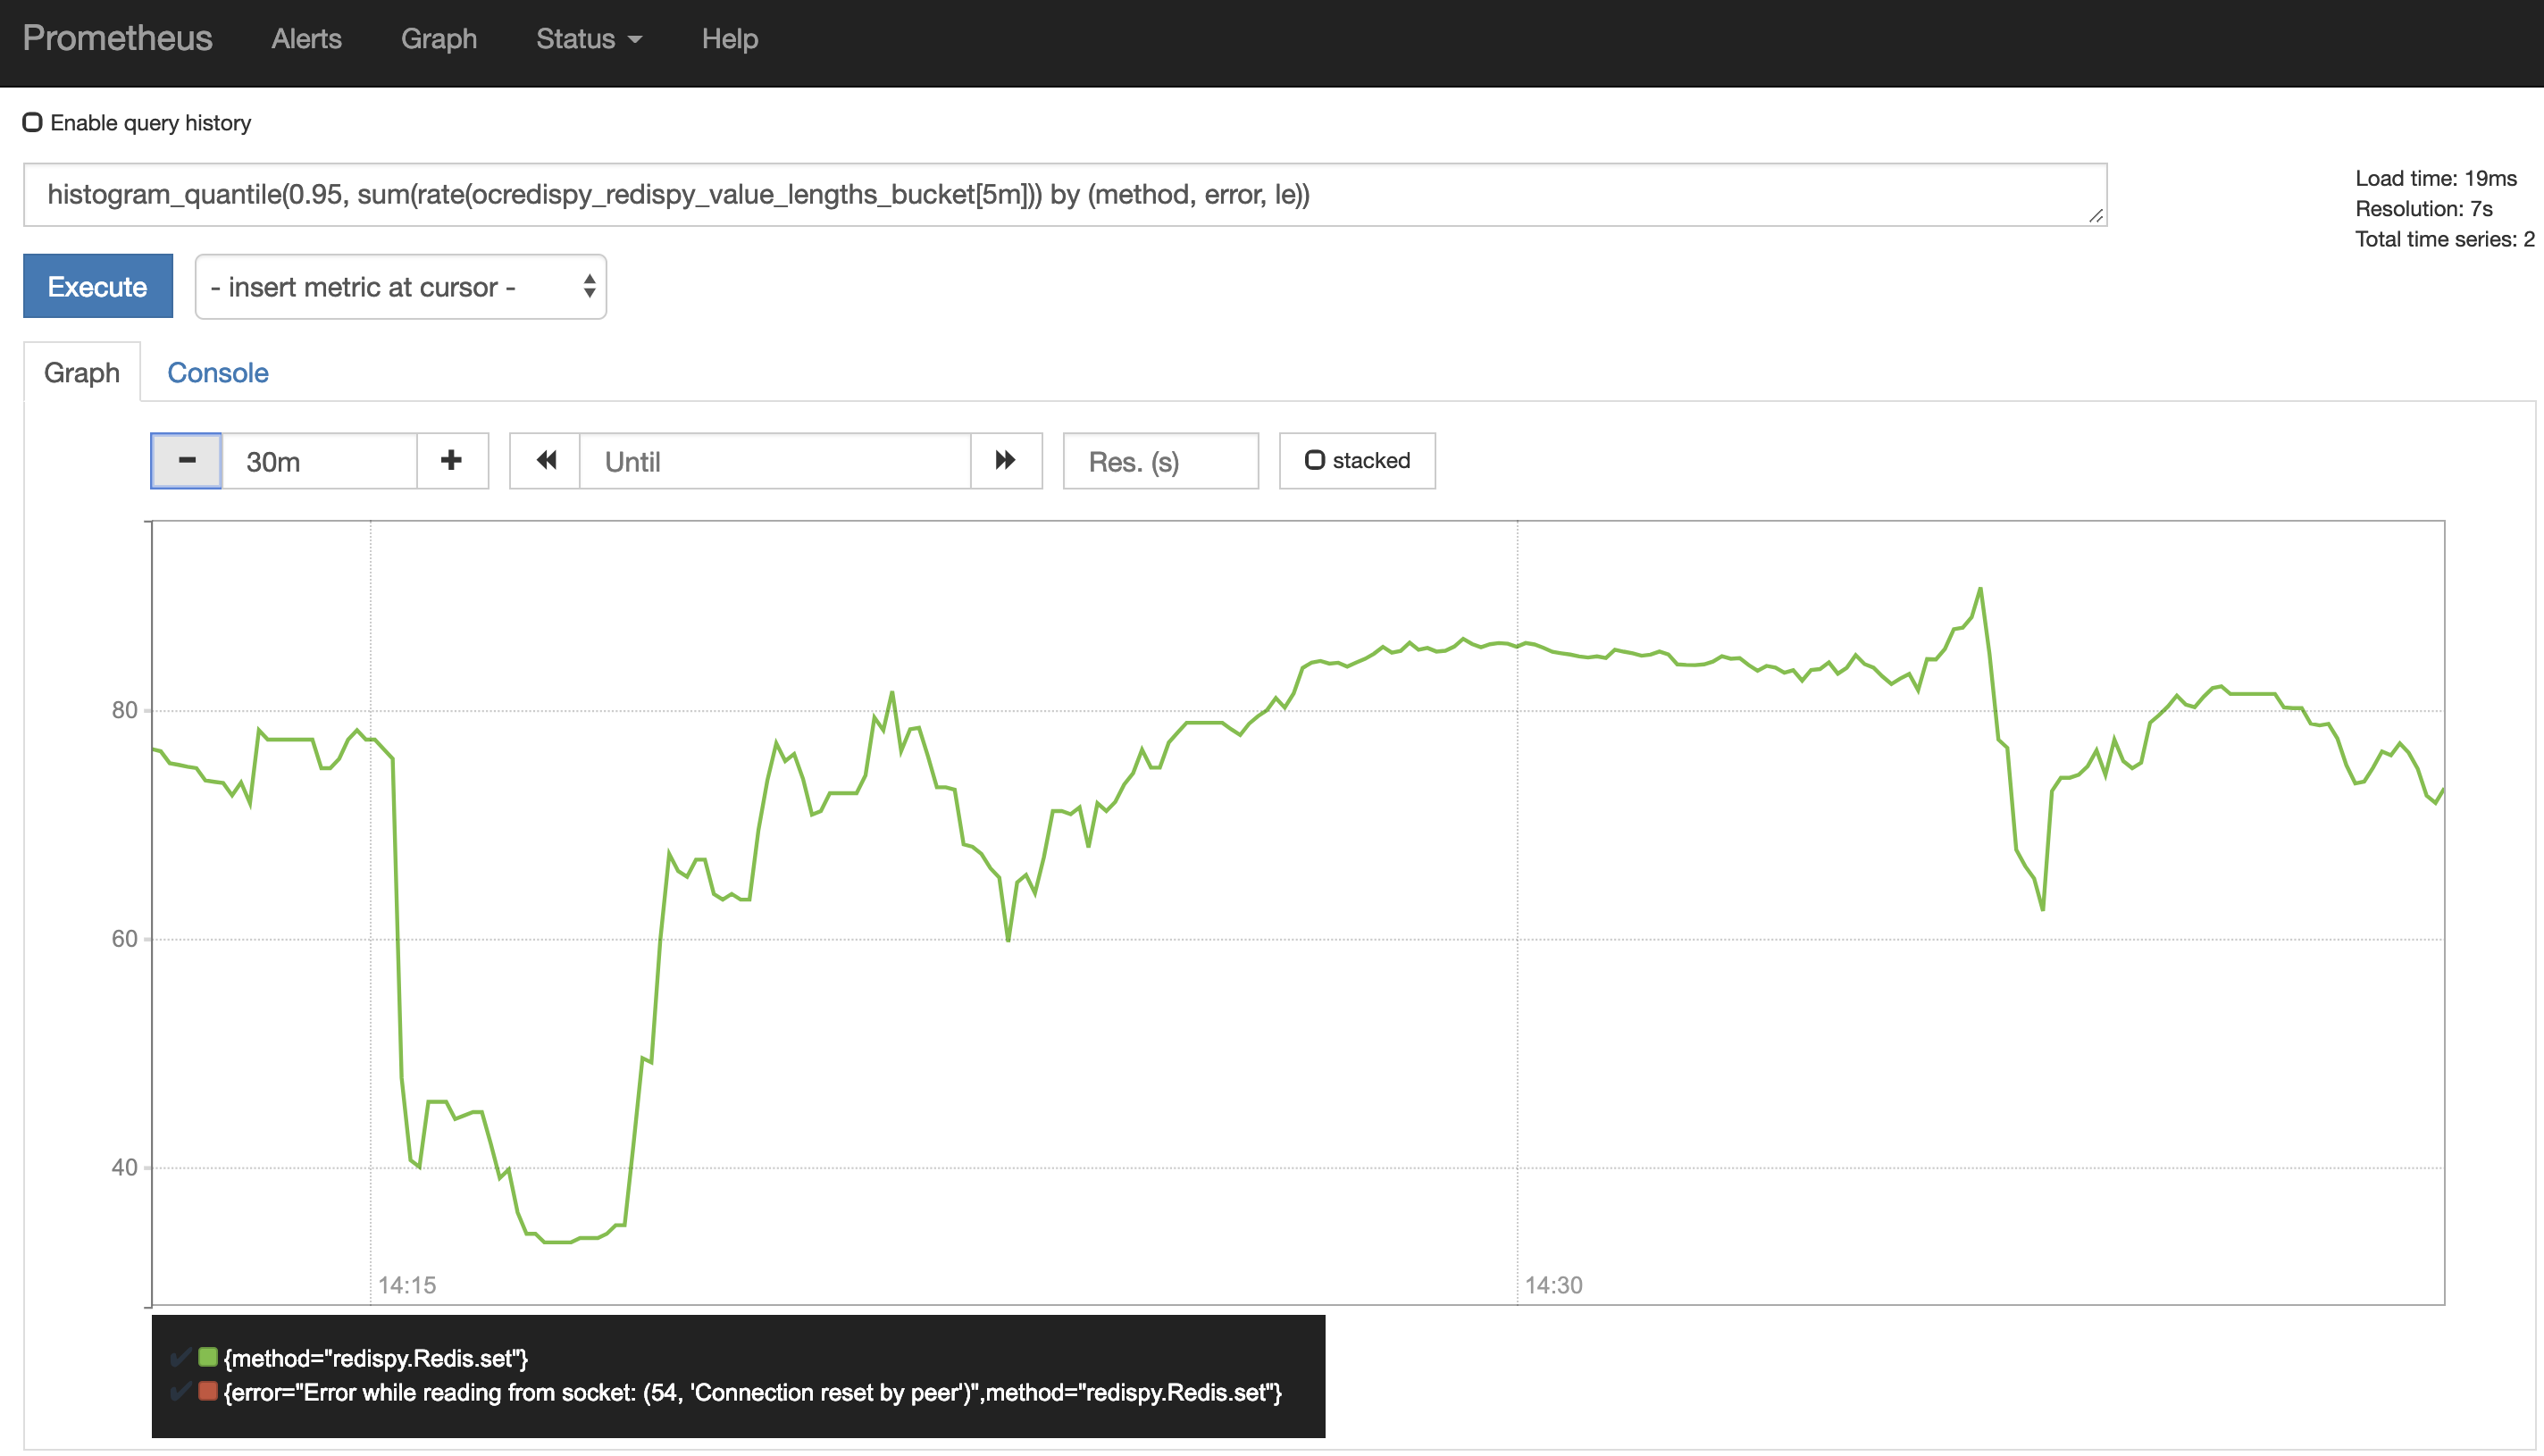 Prometheus Alerts Graph Status Help
Enable query history
histogram_quantile(0.95, sum(rate(ocredispy_redispy_value_lengths_bucket[5m])) by (method, error, le))
Load time: 19ms
Resolution: 7s
Total time series: 2
Execute - insert metric at cursor -
Graph Console
30m Until Res. (s) stacked
80
60
40
14:15 14:30
{method="redispy.Redis.set"}
{error="Error while reading from socket: (54, 'Connection reset by peer')",method="redispy.Redis.set"}